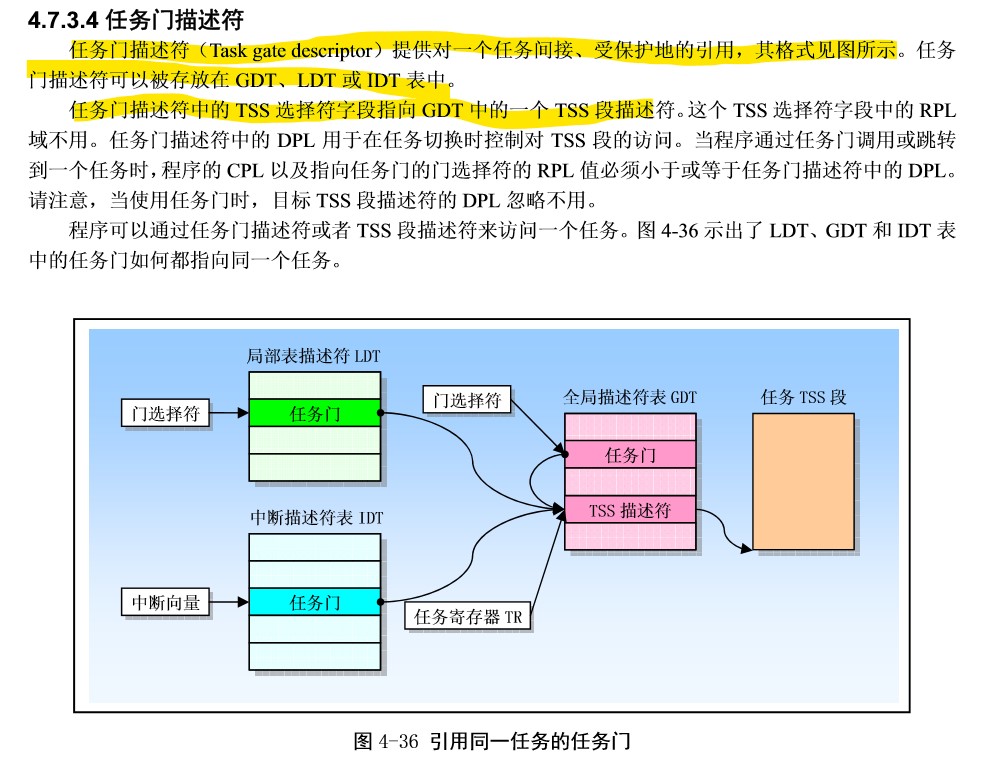 4.7.3.4 任务门描述符
任务门描述符（Task gate descriptor）提供对一个任务间接、受保护地的引用，其格式见图所示。任务
门描述符可以被存放在 GDT、LDT 或 IDT 表中。
任务门描述符中的 TSS 选择符字段指向 GDT 中的一个 TSS 段描述符。这个 TSS 选择符字段中的 RPL
域不用。任务门描述符中的 DPL 用于在任务切换时控制对 TSS 段的访问。当程序通过任务门调用或跳转
到一个任务时，程序的 CPL 以及指向任务门的门选择符的 RPL 值必须小于或等于任务门描述符中的 DPL。
请注意，当使用任务门时，目标 TSS 段描述符的 DPL 忽略不用。
程序可以通过任务门描述符或者 TSS 段描述符来访问一个任务。图 4-36 示出了 LDT、GDT 和 IDT 表
中的任务门如何都指向同一个任务。
局部表描述符 LDT
门选择符
任务门
门选择符
全局描述符表 GDT
任务门
TSS 描述符
任务 TSS 段
中断描述符表 IDT
中断向量
任务门
任务寄存器 TR
图 4-36 引用同一任务的任务门